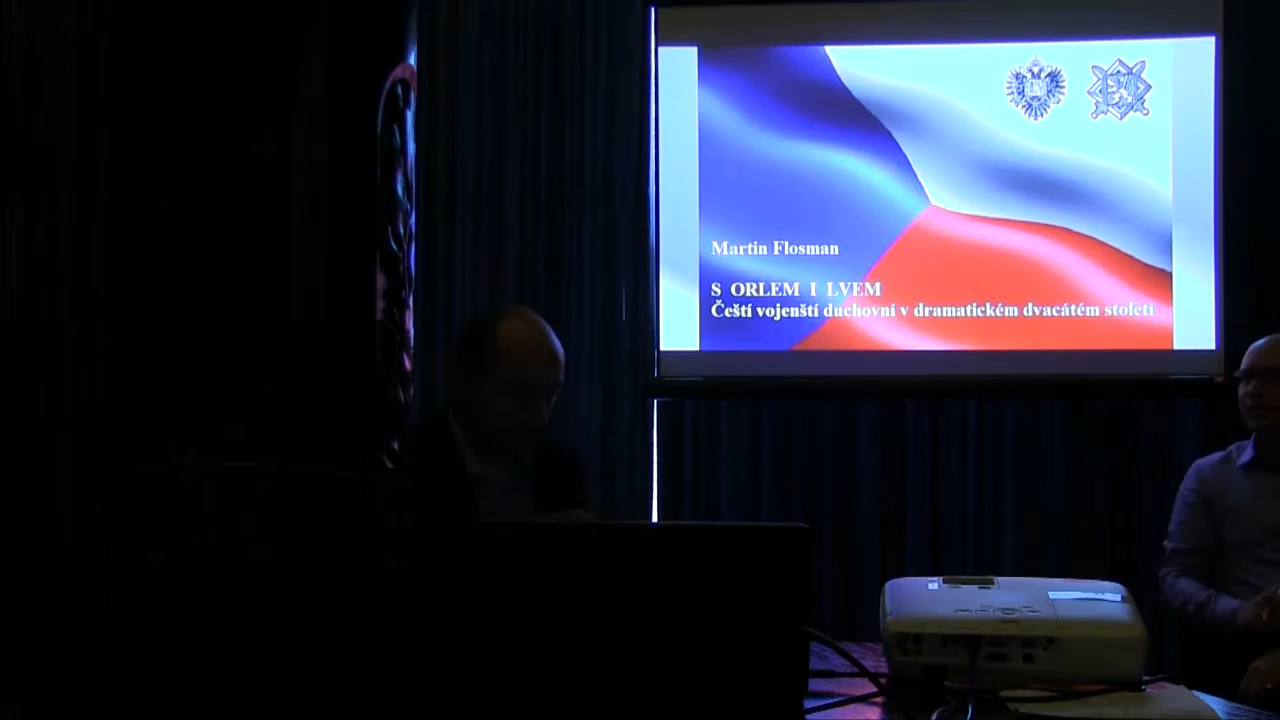 Martin Flosman
S ORLEM I LVEM
Čeští vojenští duchovní v dramatickém dvacátém století